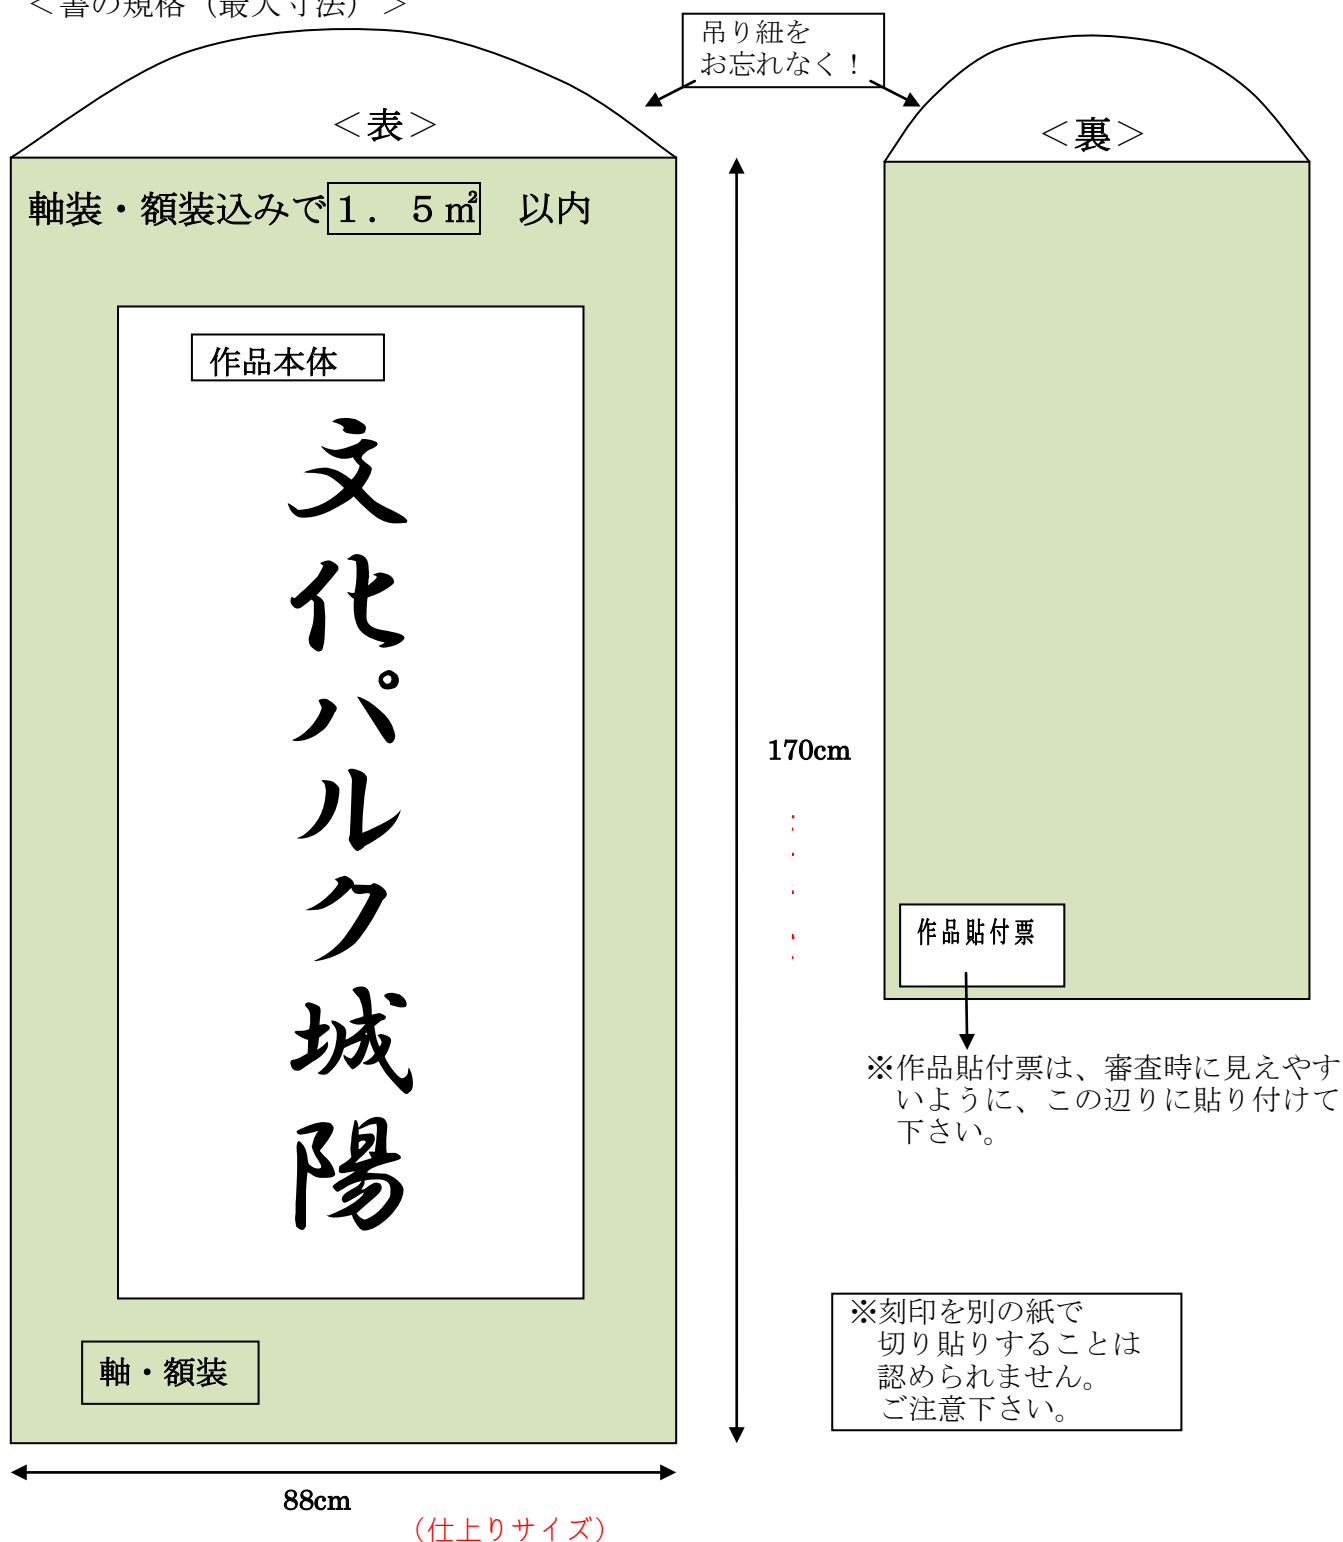 ＜書の規格（最大寸法）＞
吊り紐を
お忘れなく！
＜表＞
＜裏＞
軸装・額装込みで１．５㎡　以内
作品本体
文化パルク城陽
170cm
作品貼付票
※作品貼付票は、審査時に見えやす
いように、この辺りに貼り付けて
下さい。
※刻印を別の紙で
切り貼りすることは
認められません。
ご注意下さい。
軸・額装
88cm
（仕上りサイズ）